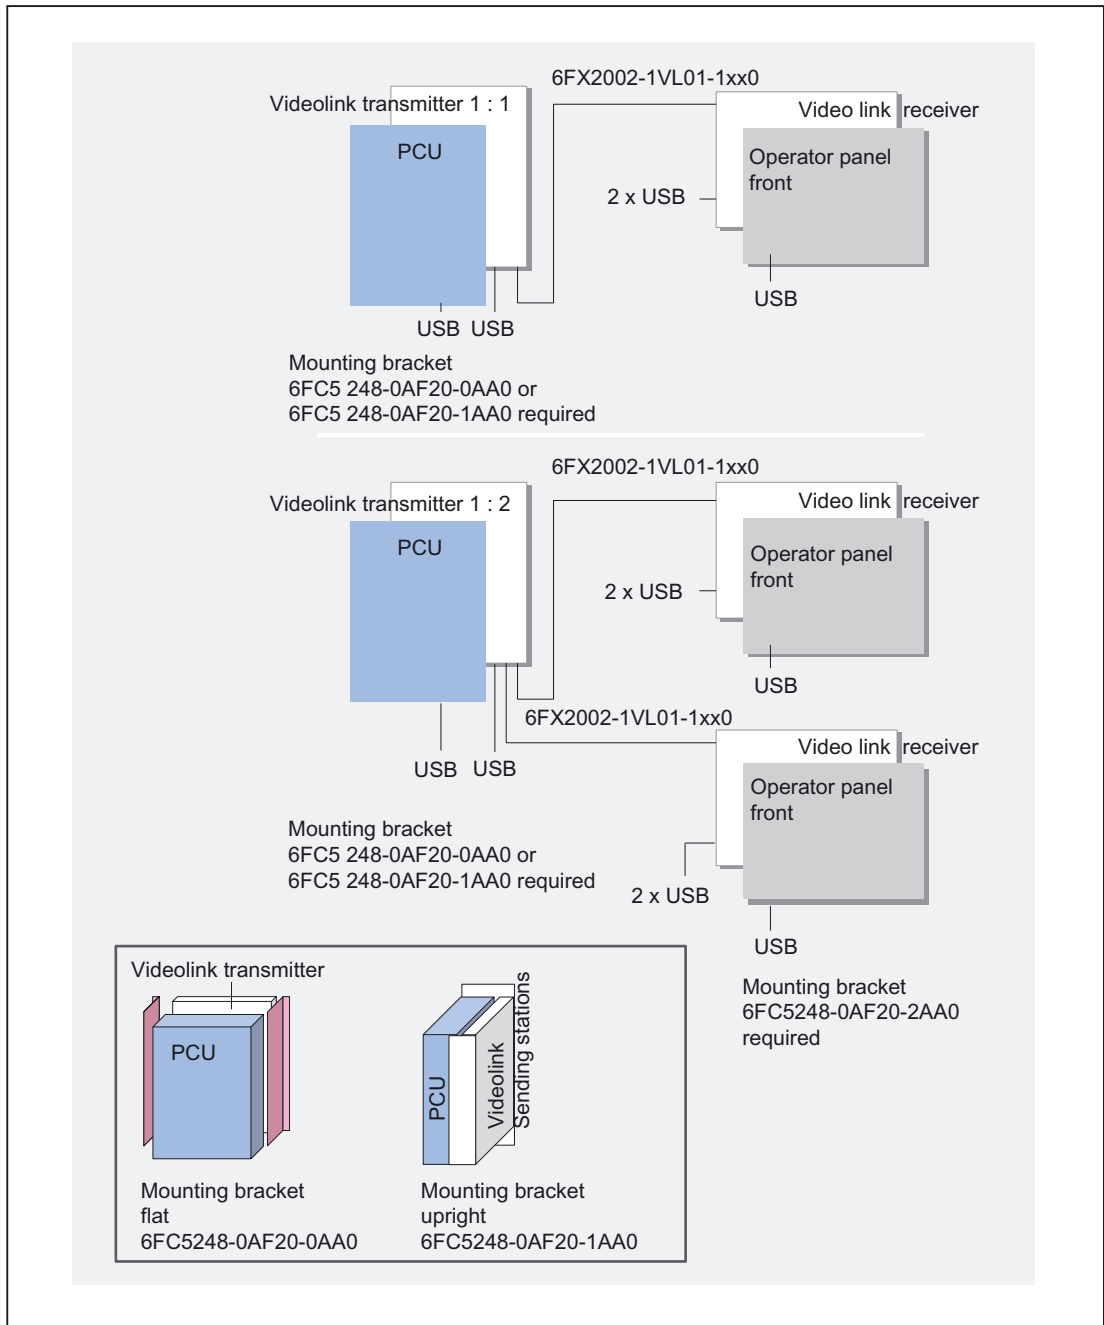 6FX2002-1VL01-1xx0
Videolink transmitter 1 : 1
Video link receiver
PCU
Operator panel
front
2 x USB
USB
USB USB
Mounting bracket
6FC5 248-0AF20-0AA0 or
6FC5 248-0AF20-1AA0 required
6FX2002-1VL01-1xx0
Videolink transmitter 1 : 2
Video link receiver
PCU
Operator panel
front
2 x USB
USB
6FX2002-1VL01-1xx0
USB USB
Video link receiver
Operator panel
front
Mounting bracket
6FC5 248-0AF20-0AA0 or
6FC5 248-0AF20-1AA0 required
2 x USB
USB
Mounting bracket
6FC5248-0AF20-2AA0
required
Videolink transmitter
PCU
PCU
Videolink
Sending stations
Mounting bracket
flat
6FC5248-0AF20-0AA0
Mounting bracket
upright
6FC5248-0AF20-1AA0